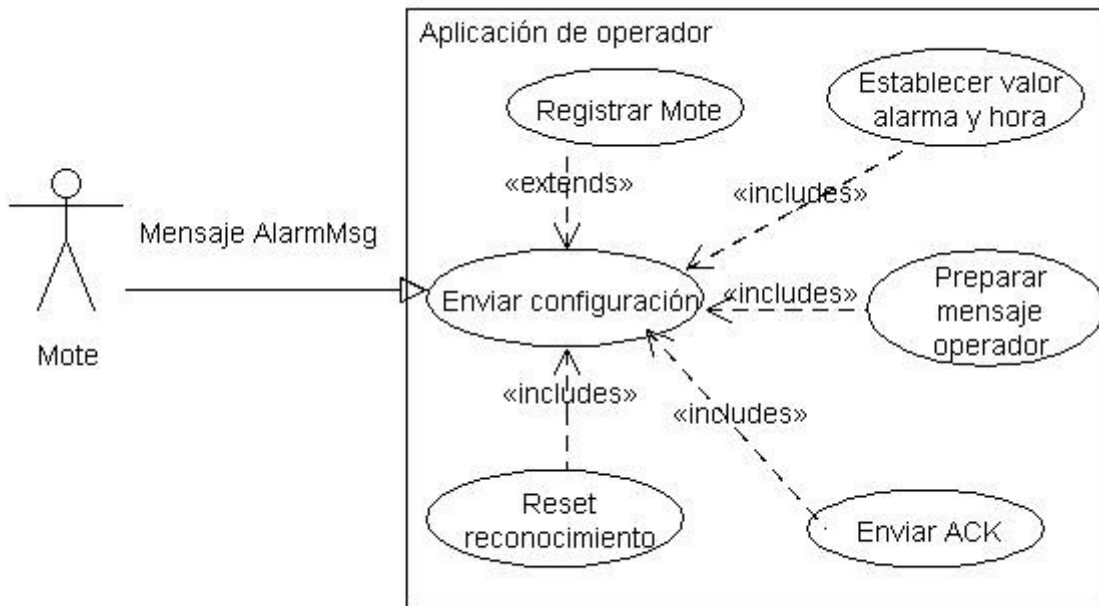 Aplicación de operador
Registrar Mote
Establecer valor
alarma y hora
«extends»
«includes»
Mensaje AlarmMsg
Enviar configuración
«includes»
Preparar
mensaje
operador
Mote
«includes»
«includes»
Reset
reconocimiento
Enviar ACK